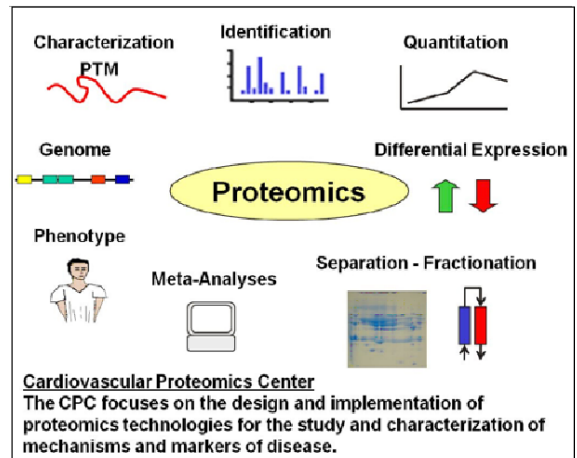 Characterization
PTM
Identification
Quantitation
Genome
Proteomics
Differential Expression
Phenotype
Meta-Analyses
Separation - Fractionation
Cardiovascular Proteomics Center
The CPC focuses on the design and implementation of
proteomics technologies for the study and characterization of
mechanisms and markers of disease.